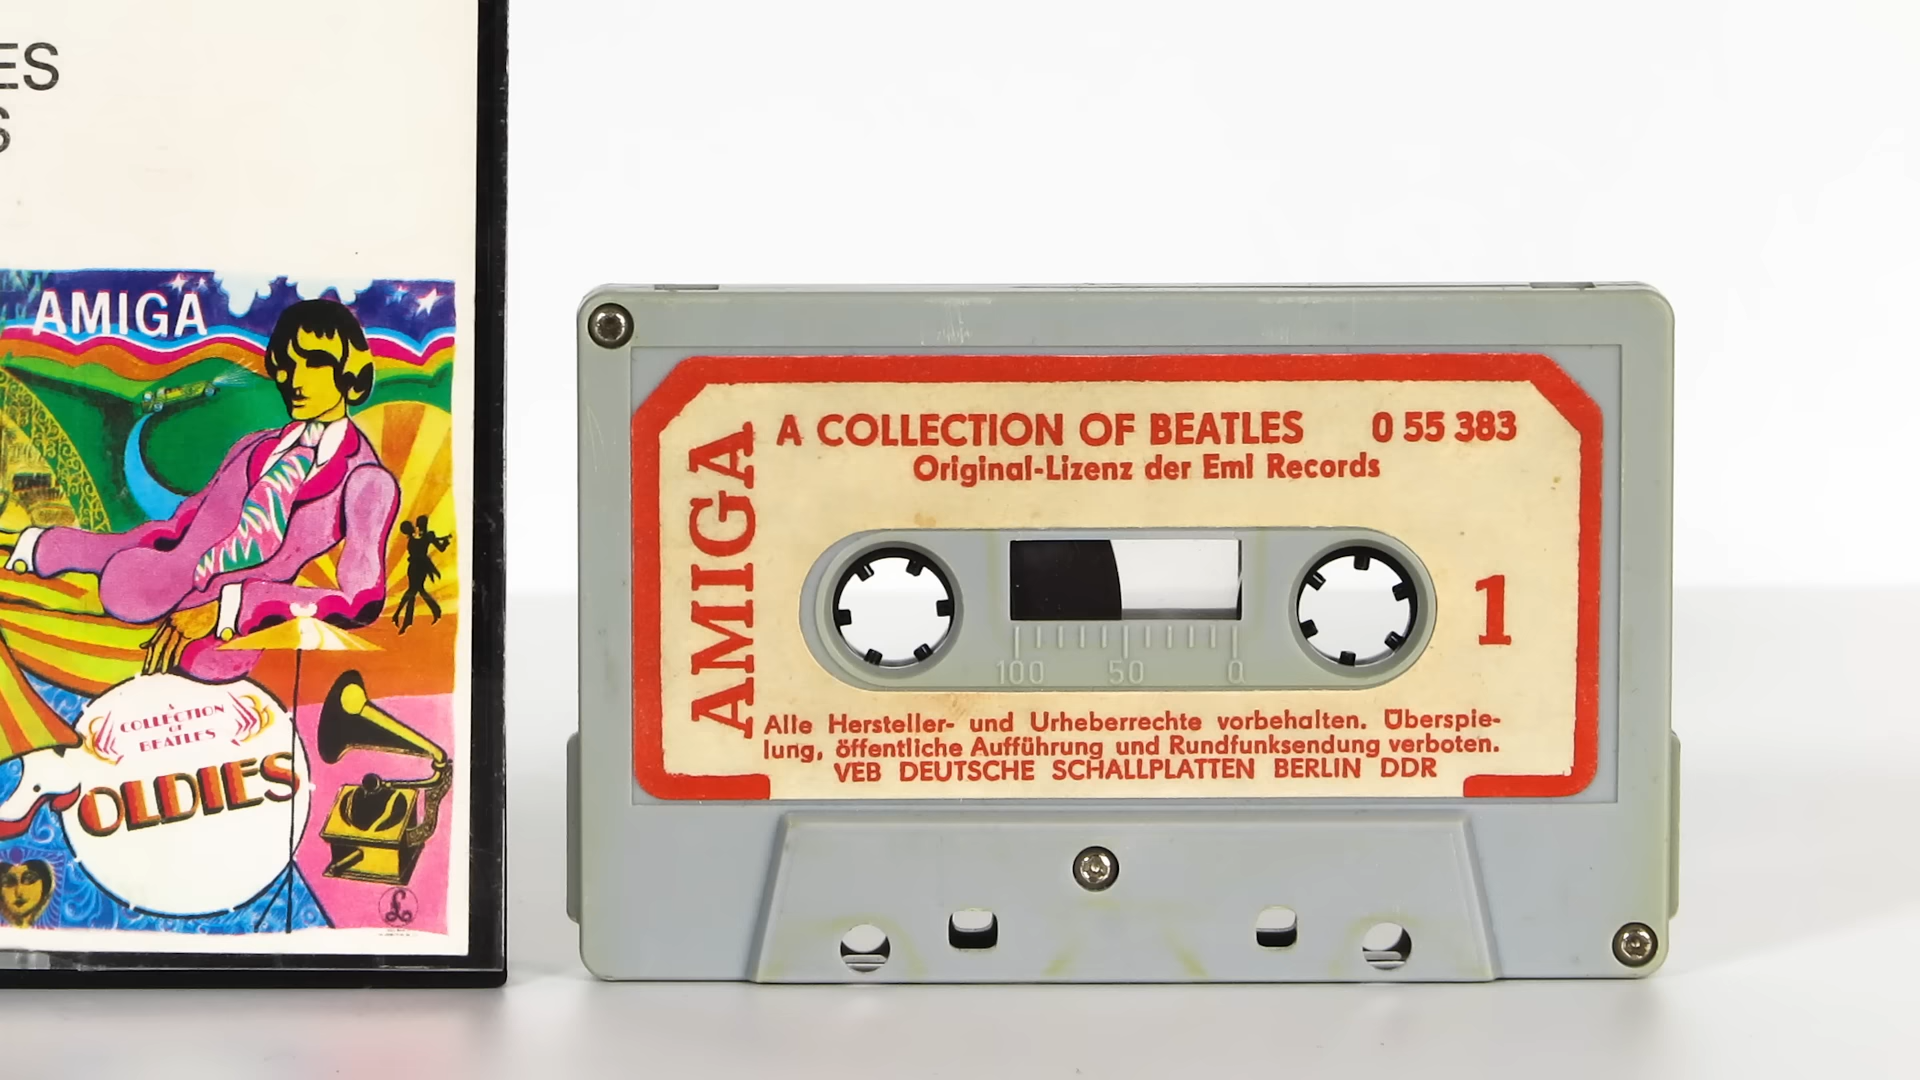 ES
S
AMIGA
A
COLLECTION
OF
BEATLES
OLDIES
A COLLECTION OF BEATLES 0 55 383
Original-Lizenz der EmI Records
AMIGA
100 50 0
1
Alle Hersteller- und Urheberrechte vorbehalten. Überspie-
lung, öffentliche Aufführung und Rundfunksendung verboten.
VEB DEUTSCHE SCHALLPLATTEN BERLIN DDR